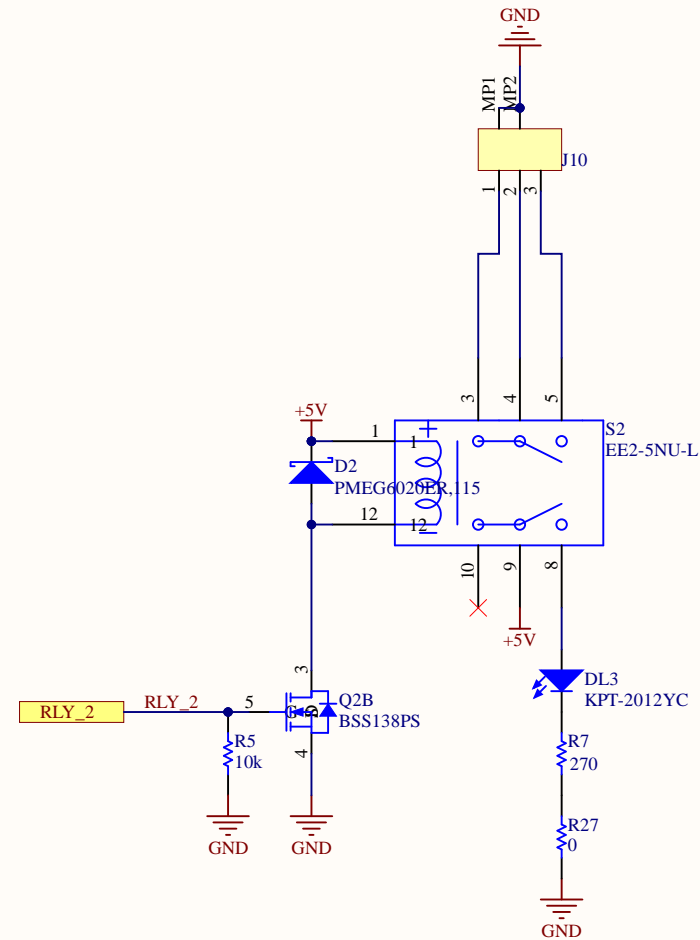 GND
MP1
MP2
J10
1
2
3
3
4
5
S2
EE2-5NU-L
+5V
1
1
D2
PMEG6020ER,115
12
12
10
9
8
+5V
DL3
KPT-2012YC
3
RLY_2
RLY_2
5
G
D
S
Q2B
BSS138PS
4
R5
10k
R7
270
GND
GND
R27
0
GND